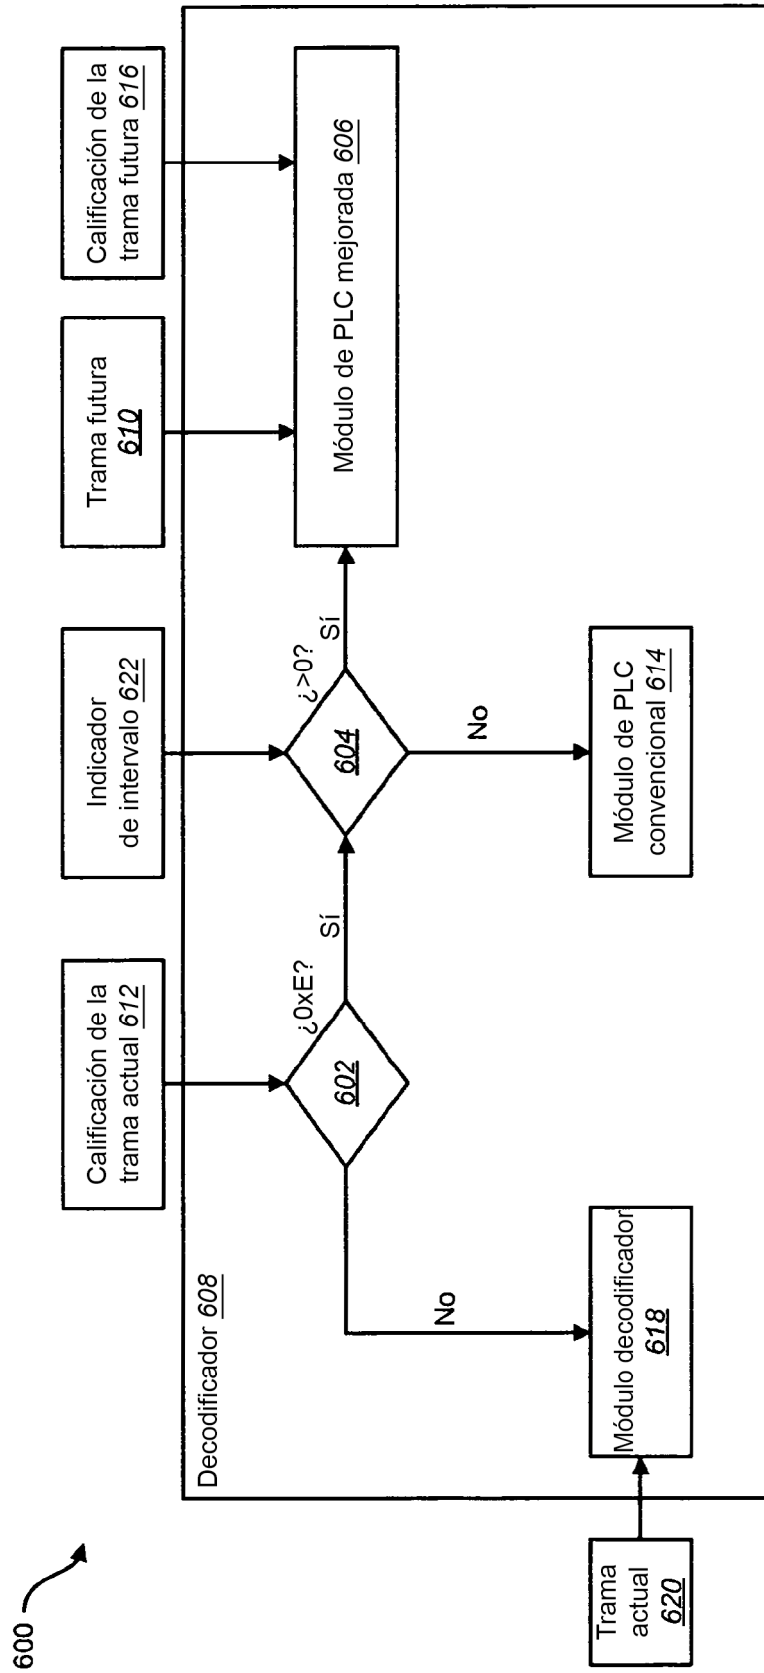 600
Calificación de la
trama actual 612
Indicador
de intervalo 622
Trama futura
610
Calificación de la
trama futura 616
Decodificador 608
¿0xE?
602
Sí
¿>0?
604
Sí
Módulo de PLC mejorada 606
No
No
Trama
actual
620
Módulo decodificador
618
Módulo de PLC
convencional 614